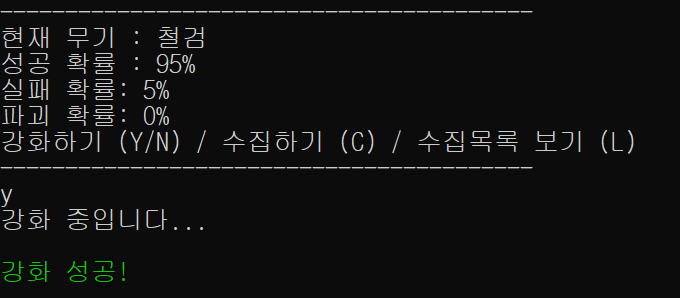 -----------------------------------------
현재 무기 : 철검
성공 확률 : 95%
실패 확률: 5%
파괴 확률: 0%
강화하기 (Y/N) / 수집하기 (C) / 수집목록 보기 (L)
-----------------------------------------
y
강화 중입니다...
강화 성공!